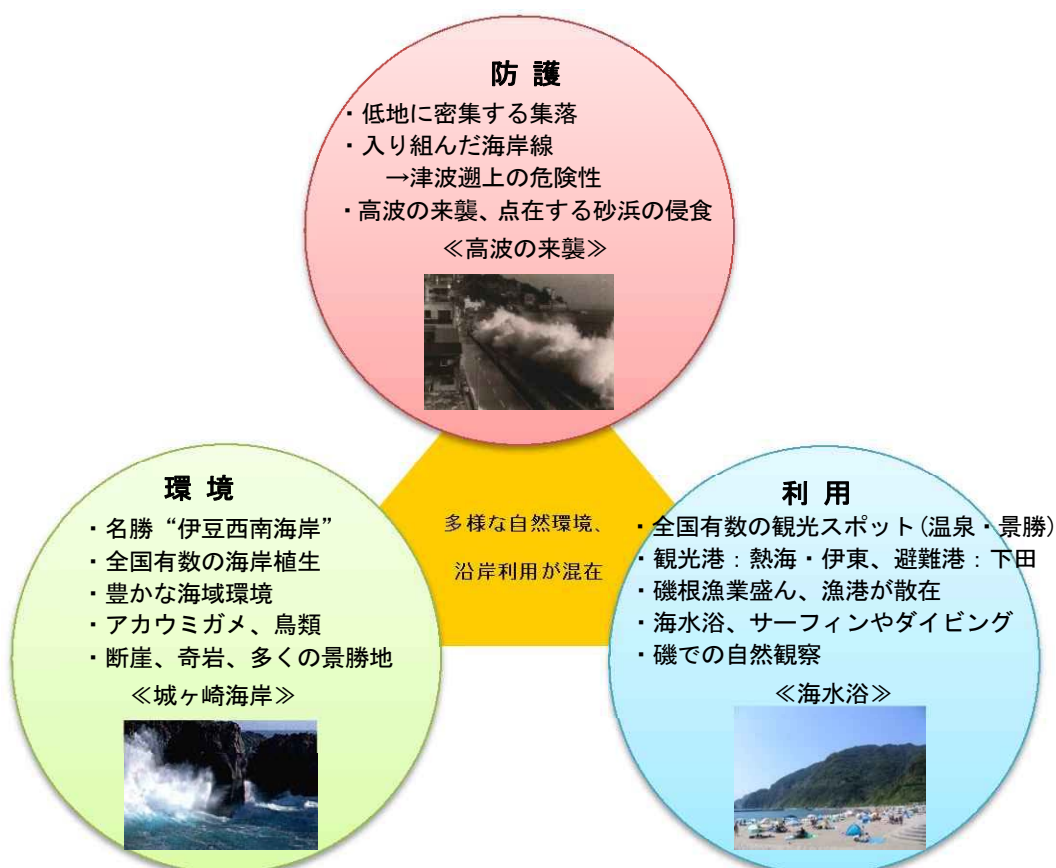 防 護
・低地に密集する集落
・入り組んだ海岸線
→津波遡上の危険性
・高波の来襲、点在する砂浜の侵食
≪高波の来襲≫
環 境
・名勝“伊豆西南海岸”
・全国有数の海岸植生
・豊かな海域環境
・アカウミガメ、鳥類
・断崖、奇岩、多くの景勝地
≪城ヶ崎海岸≫
多様な自然環境、
沿岸利用が混在
利 用
・全国有数の観光スポット(温泉・景勝)
・観光港：熱海・伊東、避難港：下田
・磯根漁業盛ん、漁港が散在
・海水浴、サーフィンやダイビング
・磯での自然観察
≪海水浴≫